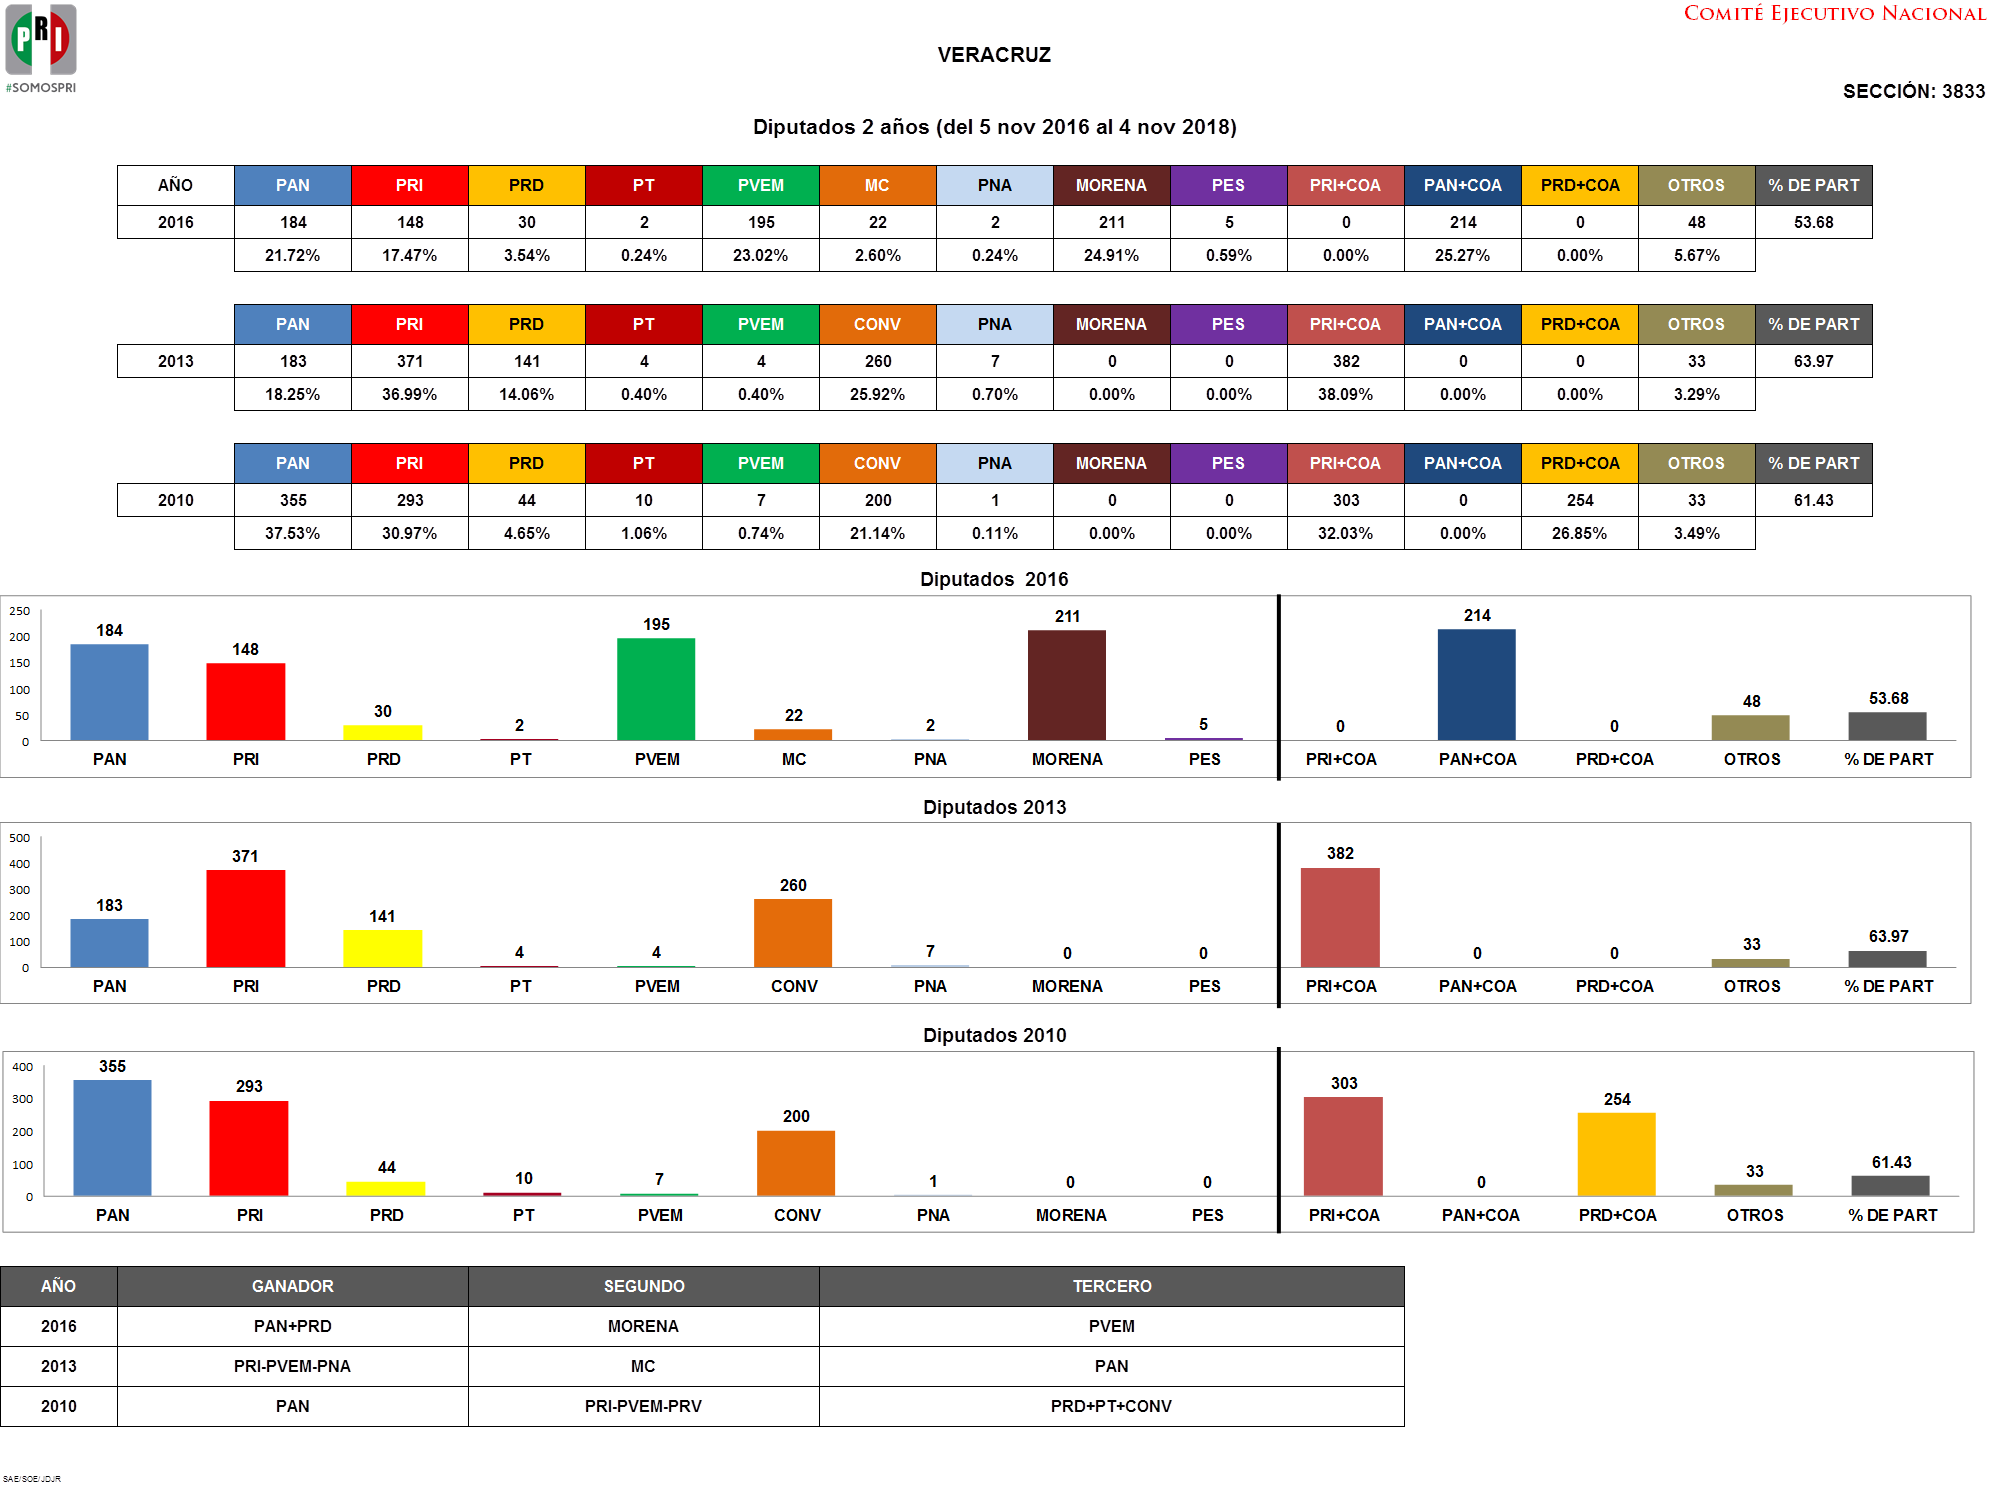 COMITÉ EJECUTIVO NACIONAL
PRI
#SOMOSPRI
VERACRUZ
SECCIÓN: 3833
Diputados 2 años (del 5 nov 2016 al 4 nov 2018)
AÑO PAN PRI PRD PT PVEM MC PNA MORENA PES PRI+COA PAN+COA PRD+COA OTROS % DE PART
2016 184 148 30 2 195 22 2 211 5 0 214 0 48 53.68
21.72% 17.47% 3.54% 0.24% 23.02% 2.60% 0.24% 24.91% 0.59% 0.00% 25.27% 0.00% 5.67%
PAN PRI PRD PT PVEM CONV PNA MORENA PES PRI+COA PAN+COA PRD+COA OTROS % DE PART
2013 183 371 141 4 4 260 7 0 0 382 0 0 33 63.97
18.25% 36.99% 14.06% 0.40% 0.40% 25.92% 0.70% 0.00% 0.00% 38.09% 0.00% 0.00% 3.29%
PAN PRI PRD PT PVEM CONV PNA MORENA PES PRI+COA PAN+COA PRD+COA OTROS % DE PART
2010 355 293 44 10 7 200 1 0 0 303 0 254 33 61.43
37.53% 30.97% 4.65% 1.06% 0.74% 21.14% 0.11% 0.00% 0.00% 32.03% 0.00% 26.85% 3.49%
Diputados 2016
250
200
150
100
50
0
184 148 30 2 195 22 2 211 5 0 214 0 48 53.68
PAN PRI PRD PT PVEM MC PNA MORENA PES PRI+COA PAN+COA PRD+COA OTROS % DE PART
Diputados 2013
500
400
300
200
100
0
183 371 141 4 4 260 7 0 0 382 0 0 33 63.97
PAN PRI PRD PT PVEM CONV PNA MORENA PES PRI+COA PAN+COA PRD+COA OTROS % DE PART
Diputados 2010
400
300
200
100
0
355 293 44 10 7 200 1 0 0 303 0 254 33 61.43
PAN PRI PRD PT PVEM CONV PNA MORENA PES PRI+COA PAN+COA PRD+COA OTROS % DE PART
AÑO GANADOR SEGUNDO TERCERO
2016 PAN+PRD MORENA PVEM
2013 PRI-PVEM-PNA MC PAN
2010 PAN PRI-PVEM-PRV PRD+PT+CONV
SAE/SOE/JDJR